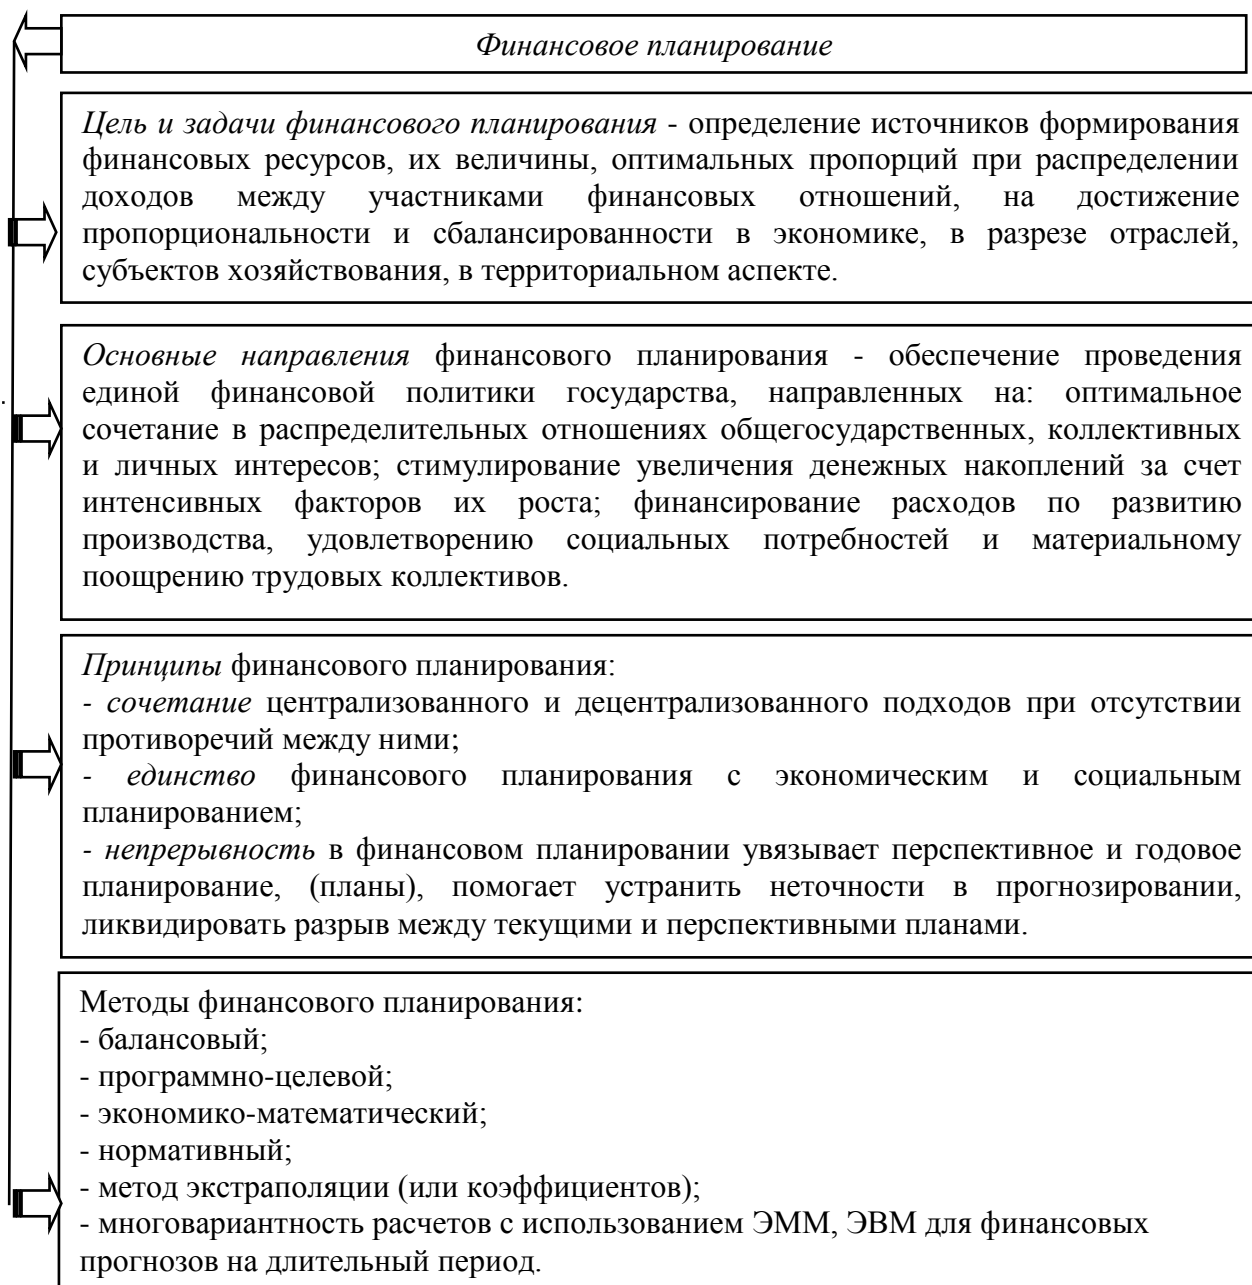 Финансовое планирование
Цель и задачи финансового планирования - определение источников формирования
финансовых ресурсов, их величины, оптимальных пропорций при распределении
доходов между участниками финансовых отношений, на достижение
пропорциональности и сбалансированности в экономике, в разрезе отраслей,
субъектов хозяйствования, в территориальном аспекте.
Основные направления финансового планирования - обеспечение проведения
единой финансовой политики государства, направленных на: оптимальное
сочетание в распределительных отношениях общегосударственных, коллективных
и личных интересов; стимулирование увеличения денежных накоплений за счет
интенсивных факторов их роста; финансирование расходов по развитию
производства, удовлетворению социальных потребностей и материальному
поощрению трудовых коллективов.
Принципы финансового планирования:
- сочетание централизованного и децентрализованного подходов при отсутствии
противоречий между ними;
- единство финансового планирования с экономическим и социальным
планированием;
- непрерывность в финансовом планировании увязывает перспективное и годовое
планирование, (планы), помогает устранить неточности в прогнозировании,
ликвидировать разрыв между текущими и перспективными планами.
Методы финансового планирования:
- балансовый;
- программно-целевой;
- экономико-математический;
- нормативный;
- метод экстраполяции (или коэффициентов);
- многовариантность расчетов с использованием ЭММ, ЭВМ для финансовых
прогнозов на длительный период.